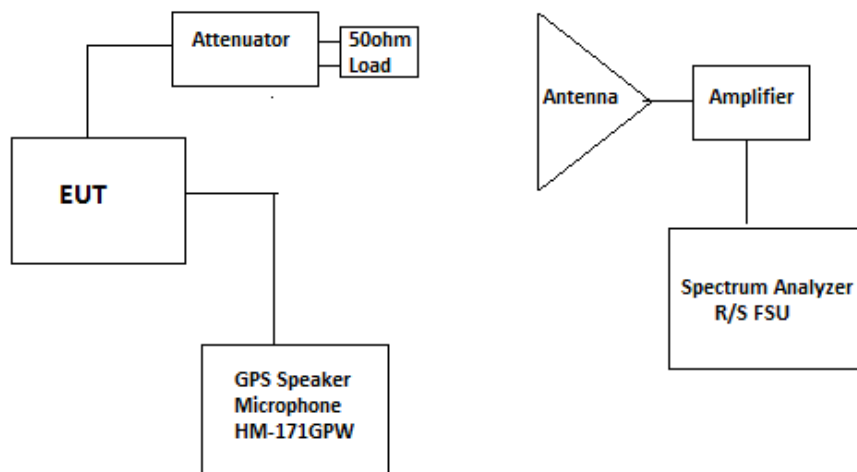 Attenuator
50ohm
Load
Antenna
Amplifier
EUT
Spectrum Analyzer
R/S FSU
GPS Speaker
Microphone
HM-171GPW